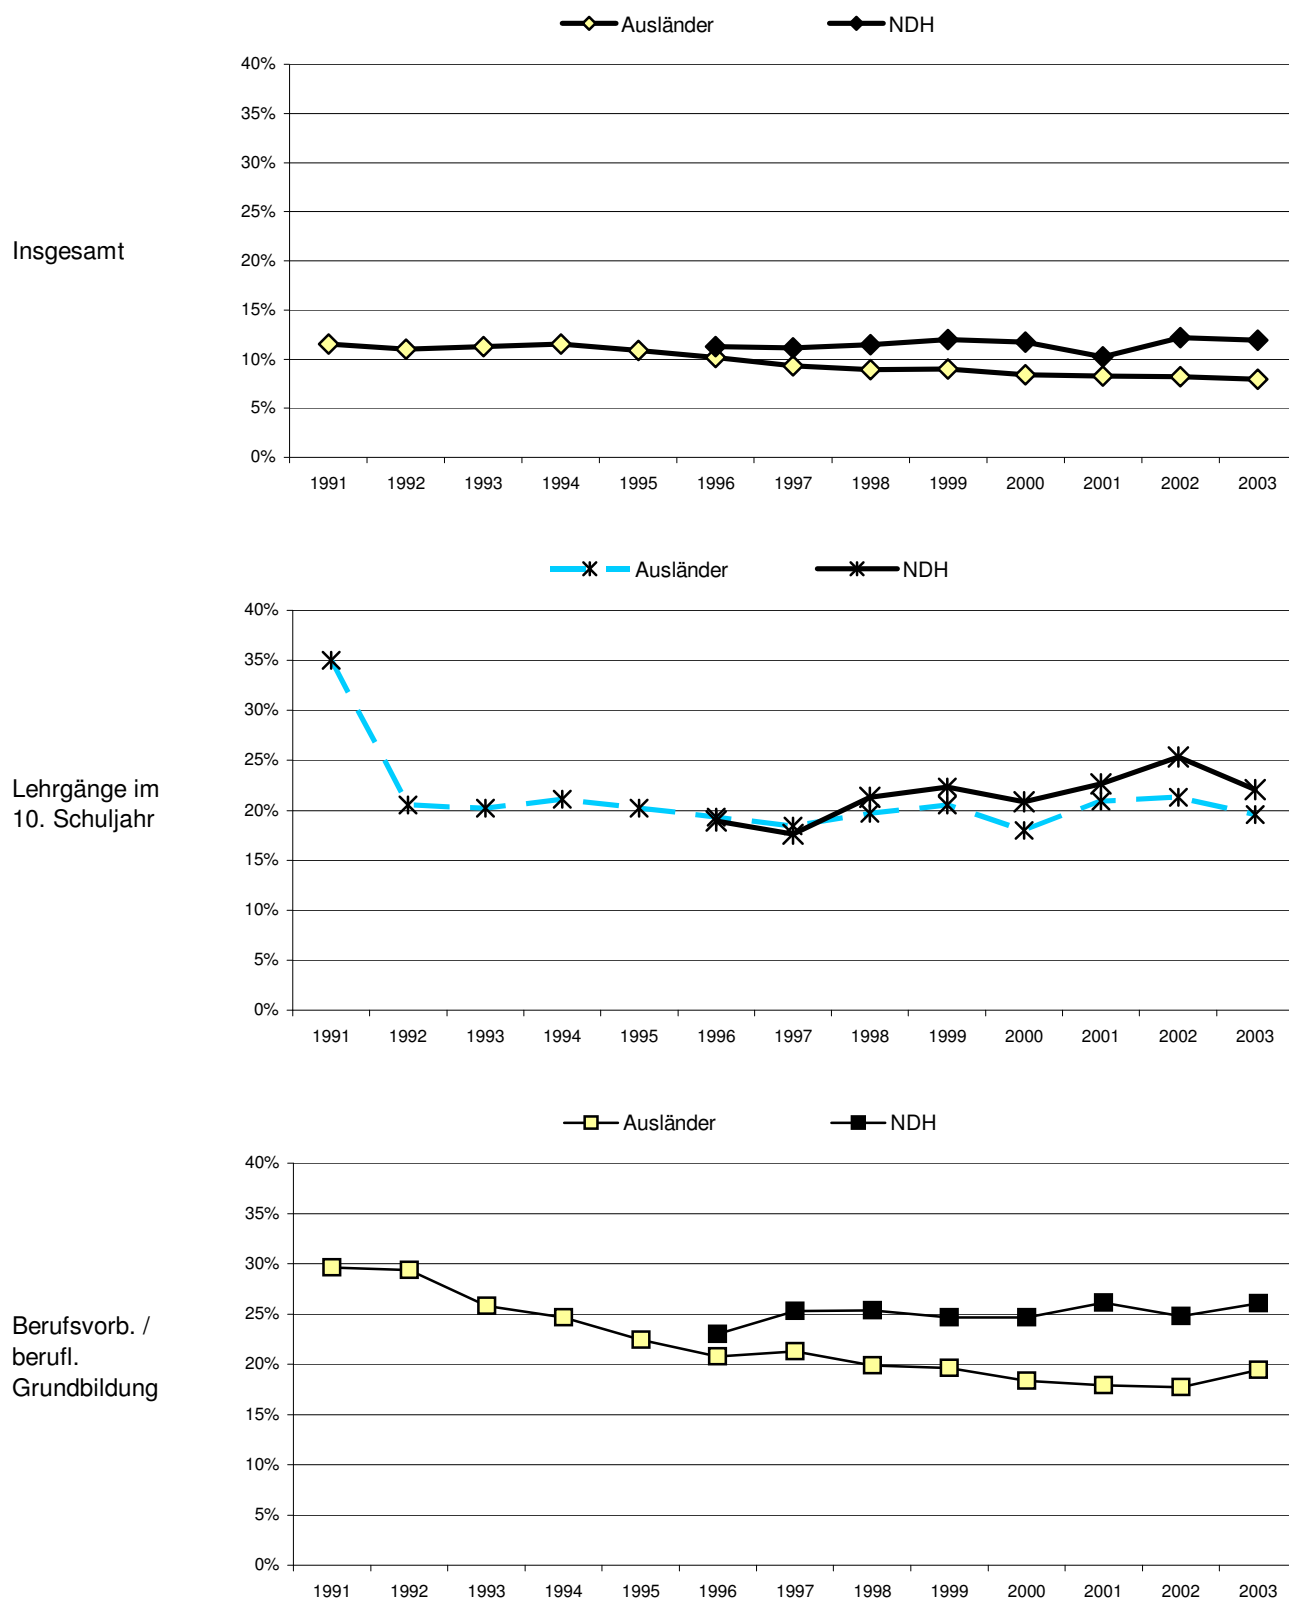 Ausländer NDH
40%
35%
30%
25%
Insgesamt
20%
15%
10%
5%
0%
1991 1992 1993 1994 1995 1996 1997 1998 1999 2000 2001 2002 2003
Ausländer NDH
40%
35%
30%
25%
Lehrgänge im
10. Schuljahr
20%
15%
10%
5%
0%
1991 1992 1993 1994 1995 1996 1997 1998 1999 2000 2001 2002 2003
Ausländer NDH
40%
35%
30%
25%
Berufsvorb. /
berufl.
Grundbildung
20%
15%
10%
5%
0%
1991 1992 1993 1994 1995 1996 1997 1998 1999 2000 2001 2002 2003